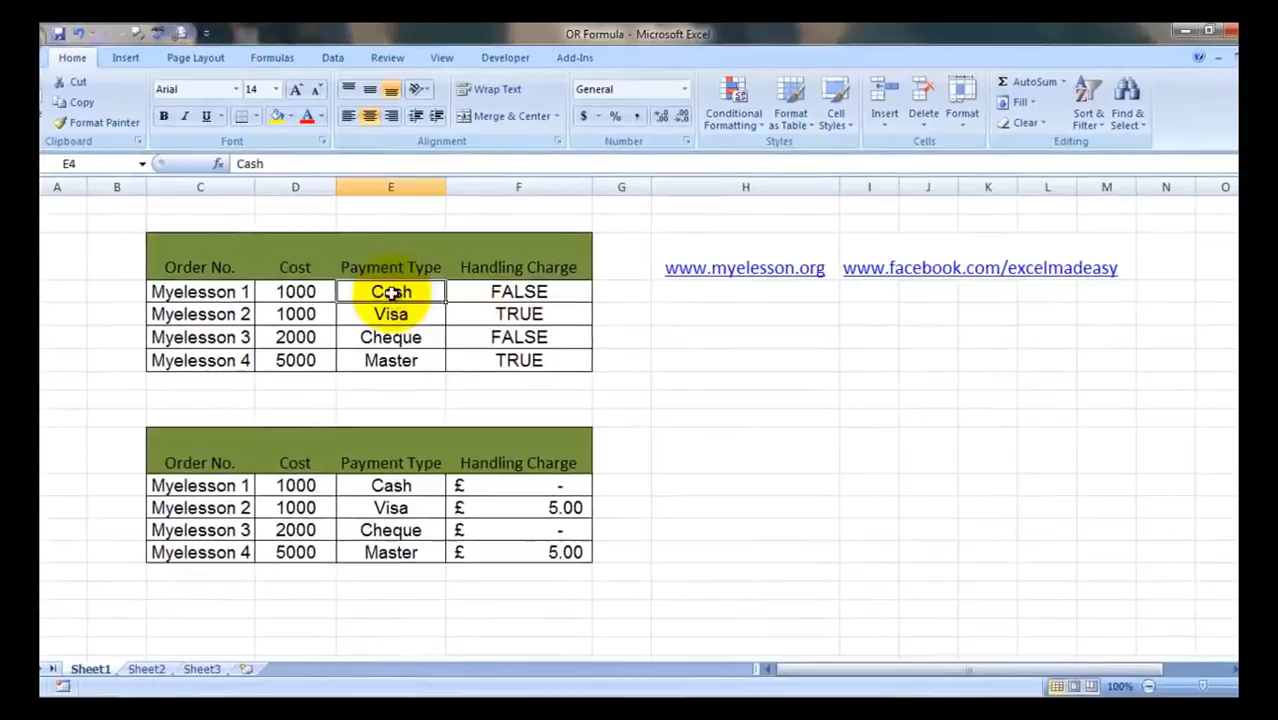 OR Formula - Microsoft Excel
Home Insert Page Layout Formulas Data Review View Developer Add-Ins
Cut
Copy
Format Painter
Clipboard
Arial 14
B I U
Font
Wrap Text
Merge & Center
Alignment
General
$ % ,
Number
Conditional Formatting
Format as Table
Cell Styles
Styles
Insert Delete Format
Cells
Σ AutoSum
Fill
Clear
Sort & Filter
Find & Select
Editing
E4 fx Cash
A B C D E F G H I J K L M N O
Order No. Cost Payment Type Handling Charge
www.myelesson.org www.facebook.com/excelmadeasy
Myelesson 1 1000 Cash FALSE
Myelesson 2 1000 Visa TRUE
Myelesson 3 2000 Cheque FALSE
Myelesson 4 5000 Master TRUE
Order No. Cost Payment Type Handling Charge
Myelesson 1 1000 Cash £ -
Myelesson 2 1000 Visa £ 5.00
Myelesson 3 2000 Cheque £ -
Myelesson 4 5000 Master £ 5.00
Sheet1 Sheet2 Sheet3
100%